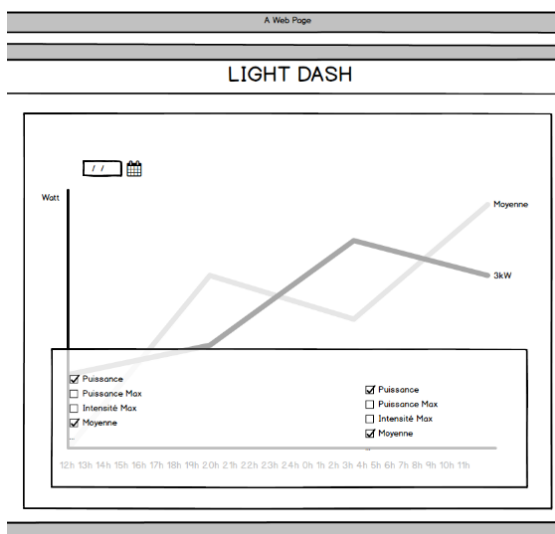 A Web Page
LIGHT DASH
/ /
Watt
Moyenne
3kW
Puissance
Puissance Max
Intensité Max
Moyenne
...
Puissance
Puissance Max
Intensité Max
Moyenne
...
12h 13h 14h 15h 16h 17h 18h 19h 20h 21h 22h 23h 24h 0h 1h 2h 3h 4h 5h 6h 7h 8h 9h 10h 11h